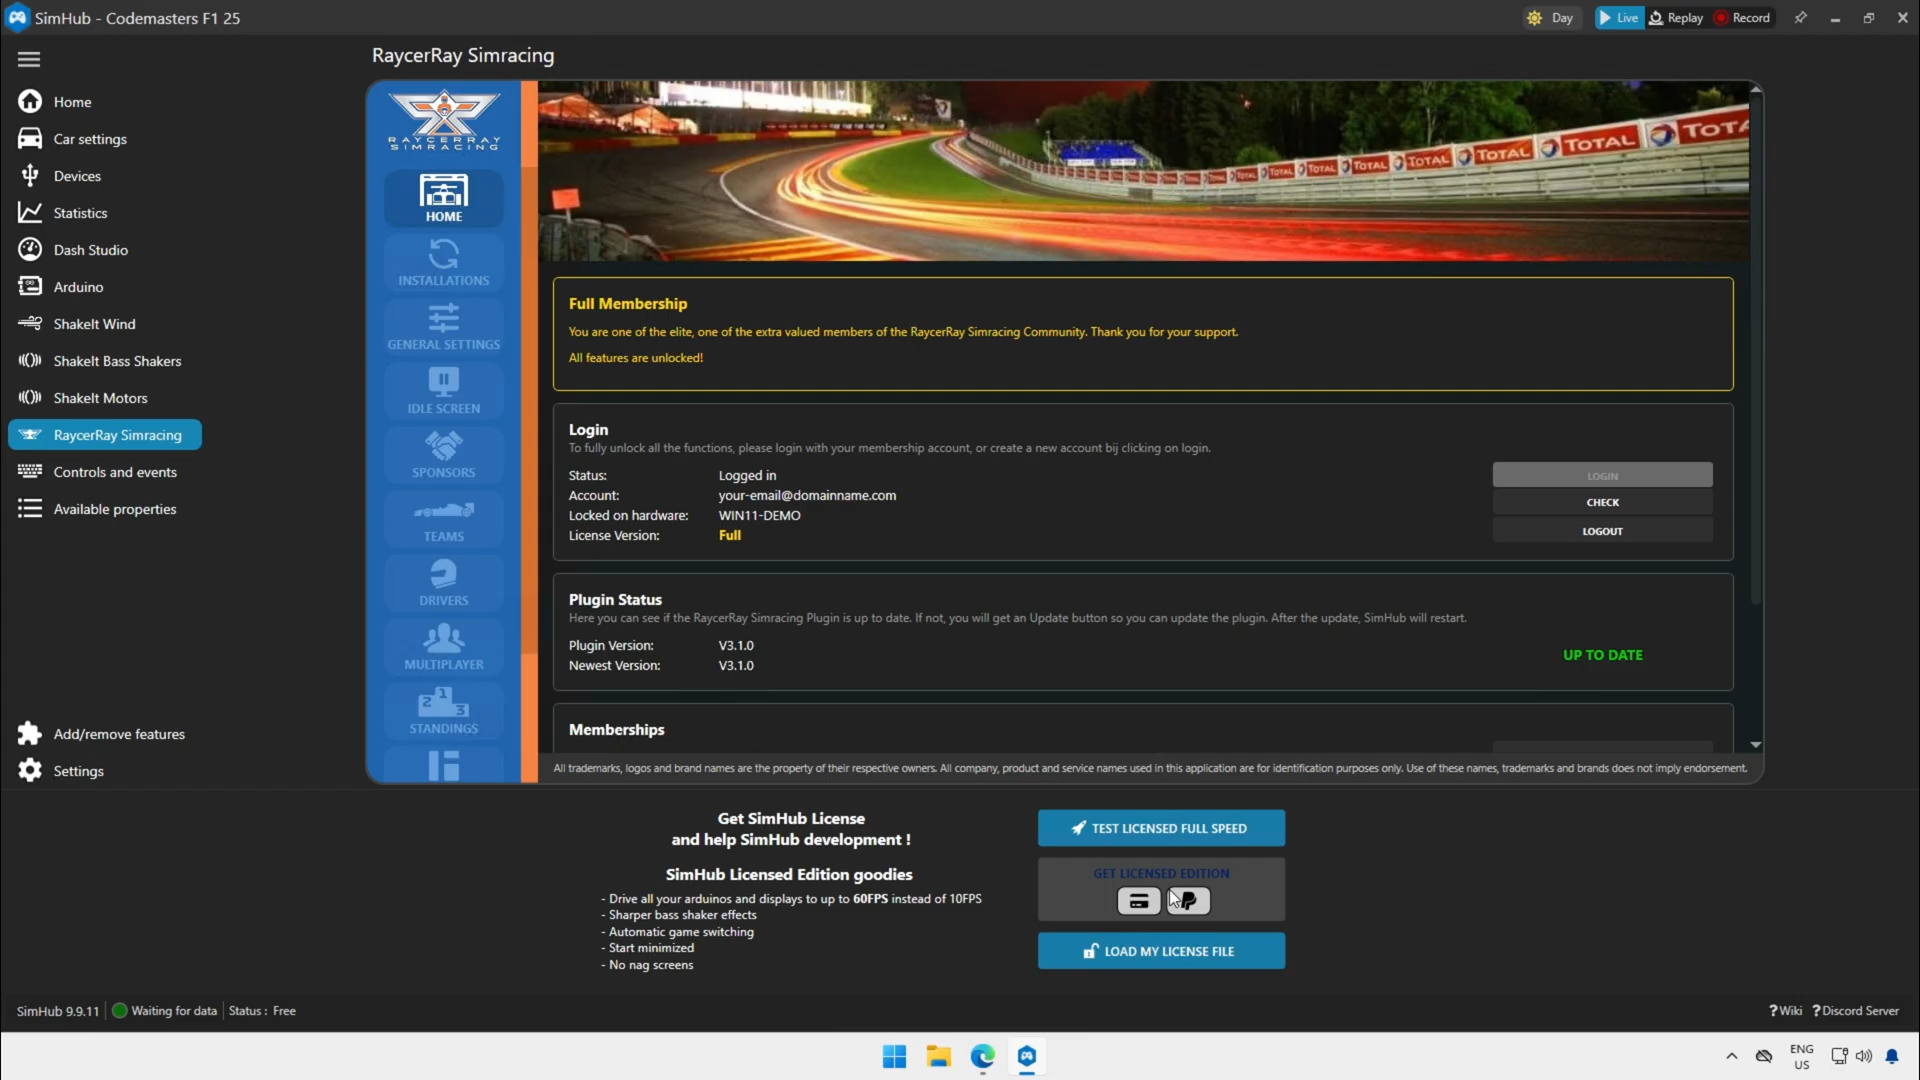 SimHub - Codemasters F1 25
Day
Live
Replay
Record
RaycerRay Simracing
Home
Car settings
Devices
Statistics
Dash Studio
Arduino
ShakeIt Wind
ShakeIt Bass Shakers
ShakeIt Motors
RaycerRay Simracing
Controls and events
Available properties
Add/remove features
Settings
RAYCERRAY
SIMRACING
HOME
INSTALLATIONS
GENERAL SETTINGS
IDLE SCREEN
SPONSORS
TEAMS
DRIVERS
MULTIPLAYER
2 1 3
STANDINGS
TOTAL TOTAL TOTAL TOTAL TOTAL TOTAL TOTA
Full Membership
You are one of the elite, one of the extra valued members of the RaycerRay Simracing Community. Thank you for your support.
All features are unlocked!
Login
To fully unlock all the functions, please login with your membership account, or create a new account bij clicking on login.
Status: Logged in
Account: your-email@domainname.com
Locked on hardware: WIN11-DEMO
License Version: Full
LOGIN
CHECK
LOGOUT
Plugin Status
Here you can see if the RaycerRay Simracing Plugin is up to date. If not, you will get an Update button so you can update the plugin. After the update, SimHub will restart.
Plugin Version: V3.1.0
Newest Version: V3.1.0
UP TO DATE
Memberships
All trademarks, logos and brand names are the property of their respective owners. All company, product and service names used in this application are for identification purposes only. Use of these names, trademarks and brands does not imply endorsement.
Get SimHub License
and help SimHub development !
SimHub Licensed Edition goodies
- Drive all your arduinos and displays to up to 60FPS instead of 10FPS
- Sharper bass shaker effects
- Automatic game switching
- Start minimized
- No nag screens
TEST LICENSED FULL SPEED
GET LICENSED EDITION
LOAD MY LICENSE FILE
SimHub 9.9.11
Waiting for data
Status : Free
?Wiki
?Discord Server
ENG
US